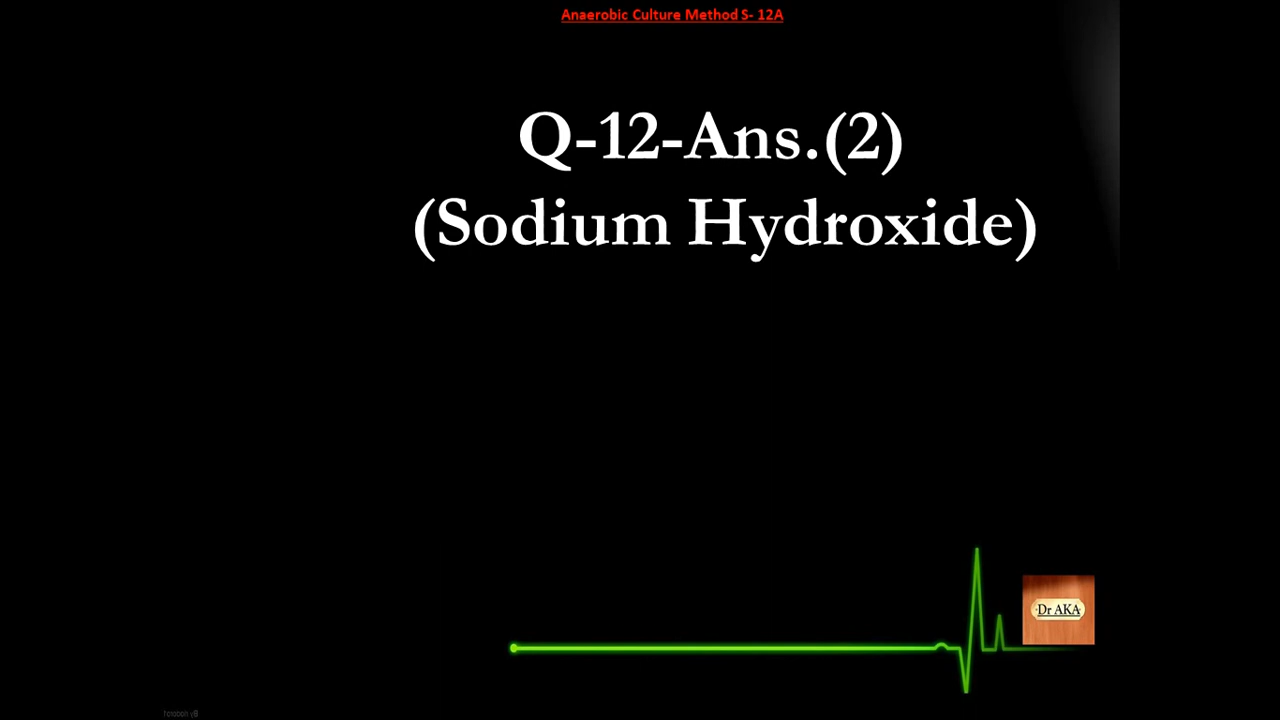 Anaerobic Culture Method S- 12A
Q-12-Ans.(2)
(Sodium Hydroxide)
Dr AKA